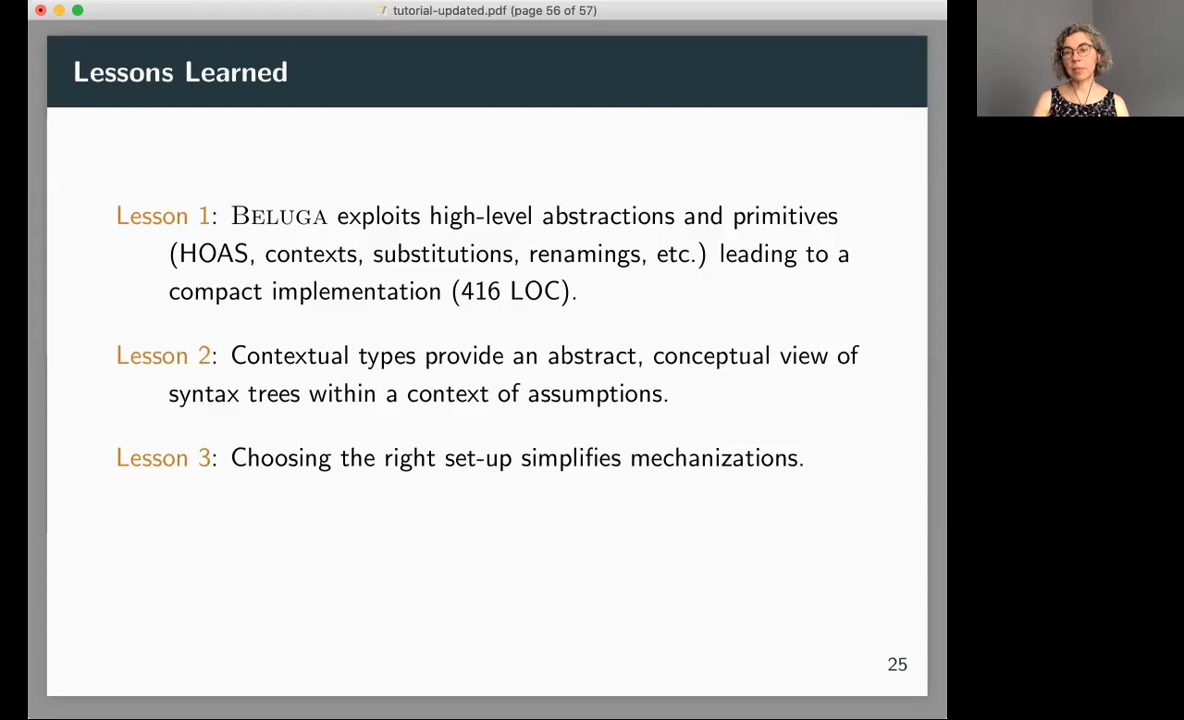 tutorial-updated.pdf (page 56 of 57)
Lessons Learned
Lesson 1: BELUGA exploits high-level abstractions and primitives
(HOAS, contexts, substitutions, renamings, etc.) leading to a
compact implementation (416 LOC).
Lesson 2: Contextual types provide an abstract, conceptual view of
syntax trees within a context of assumptions.
Lesson 3: Choosing the right set-up simplifies mechanizations.
25